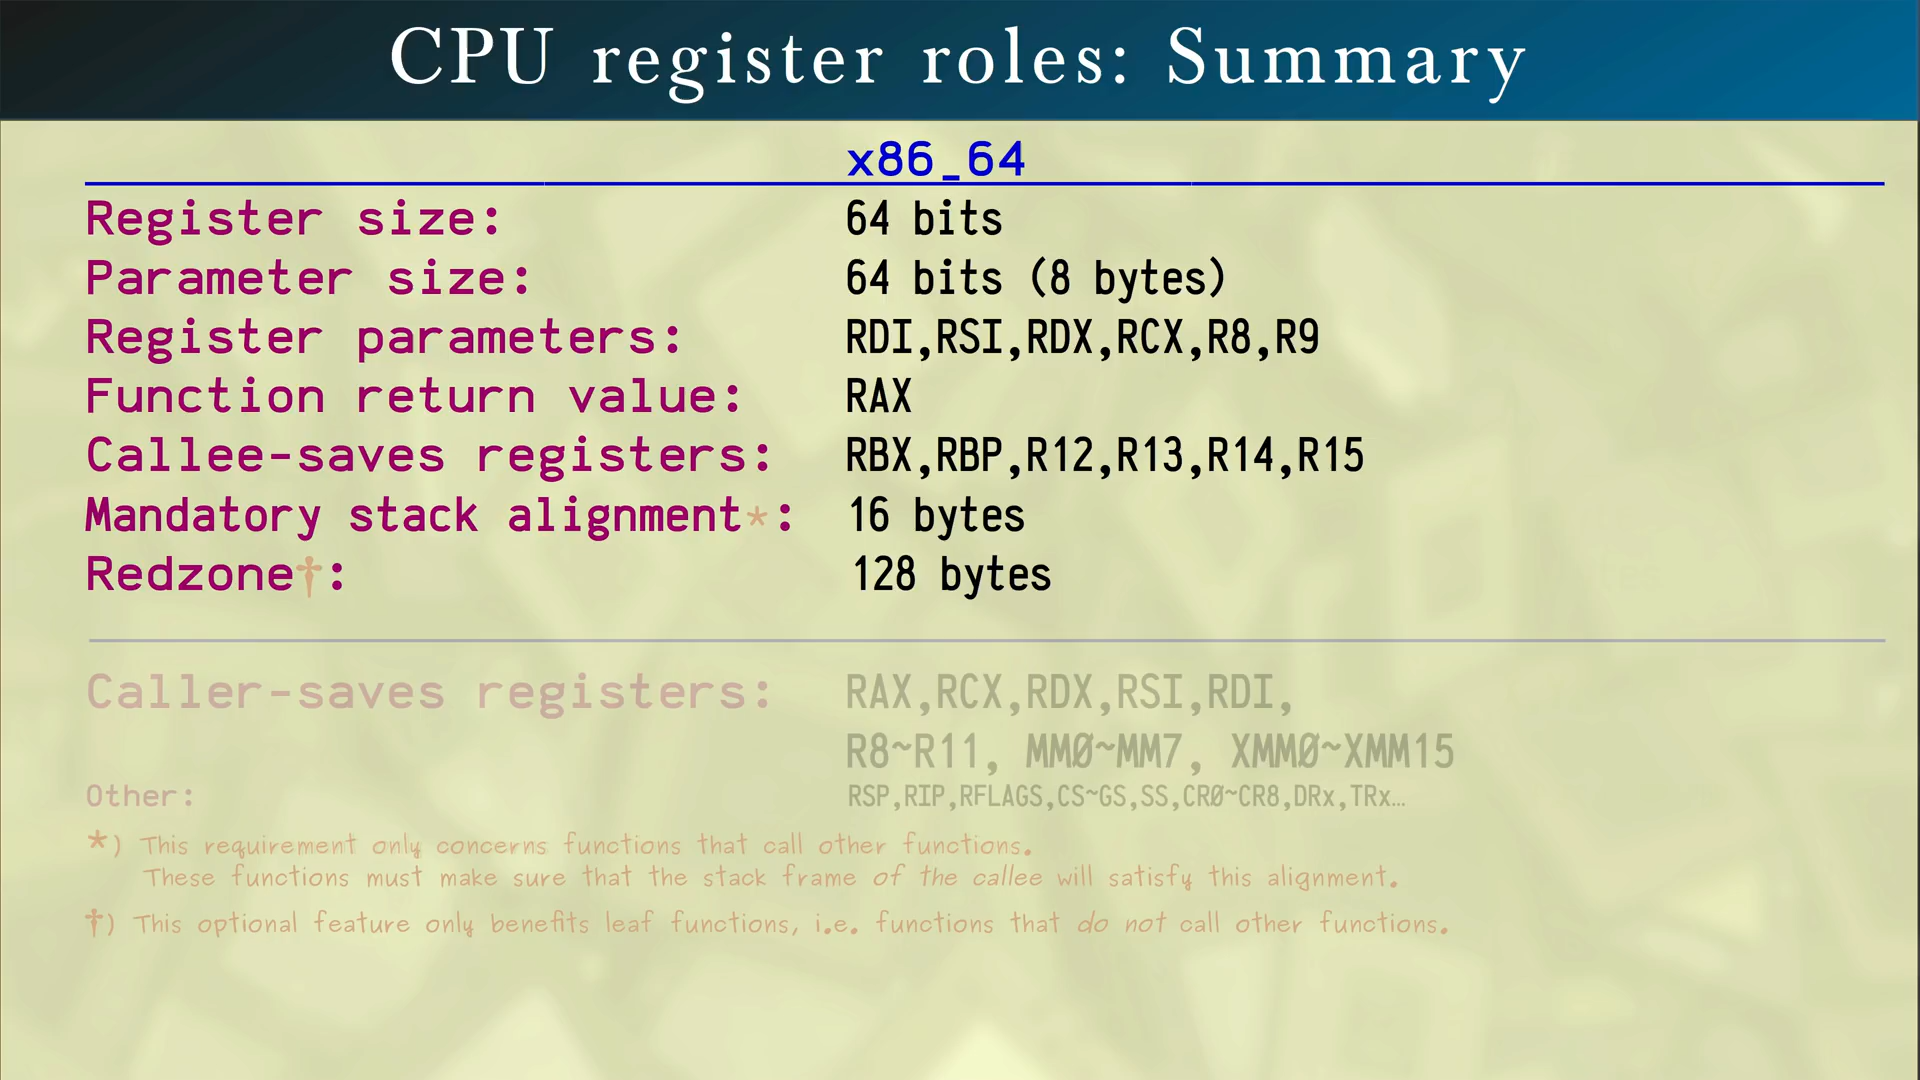 CPU register roles: Summary
x86_64
Register size: 64 bits
Parameter size: 64 bits (8 bytes)
Register parameters: RDI,RSI,RDX,RCX,R8,R9
Function return value: RAX
Callee-saves registers: RBX,RBP,R12,R13,R14,R15
Mandatory stack alignment*: 16 bytes
Redzone†: 128 bytes
Caller-saves registers: RAX,RCX,RDX,RSI,RDI,
R8~R11, MM0~MM7, XMM0~XMM15
Other: RSP,RIP,RFLAGS,CS~GS,SS,CR0~CR8,DRx,TRx…
*) This requirement only concerns functions that call other functions.
These functions must make sure that the stack frame of the callee will satisfy this alignment.
†) This optional feature only benefits leaf functions, i.e. functions that do not call other functions.